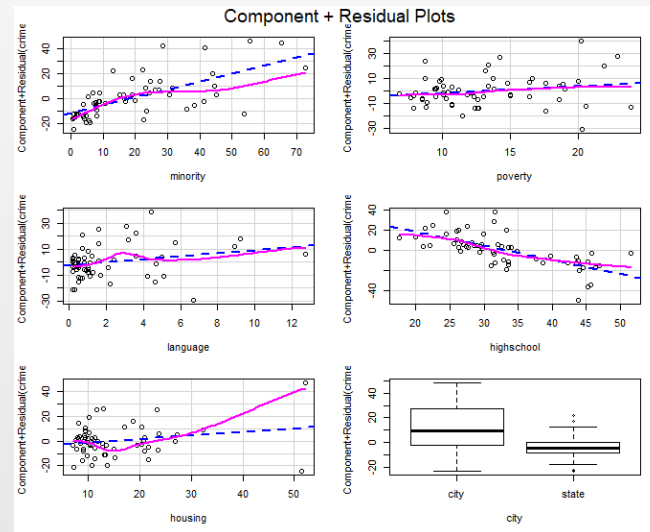 Component + Residual Plots
Component+Residual(crime
-20 0 20 40
0 10 20 30 40 50 60 70
minority
Component+Residual(crime
-30 -10 10 30
10 15 20
poverty
Component+Residual(crime
-30 -10 10 30
0 2 4 6 8 10 12
language
Component+Residual(crime
-40 0 20 40
20 25 30 35 40 45 50
highschool
Component+Residual(crime
-20 0 20 40
10 20 30 40 50
housing
Component+Residual(crime
-20 0 20 40
city state
city